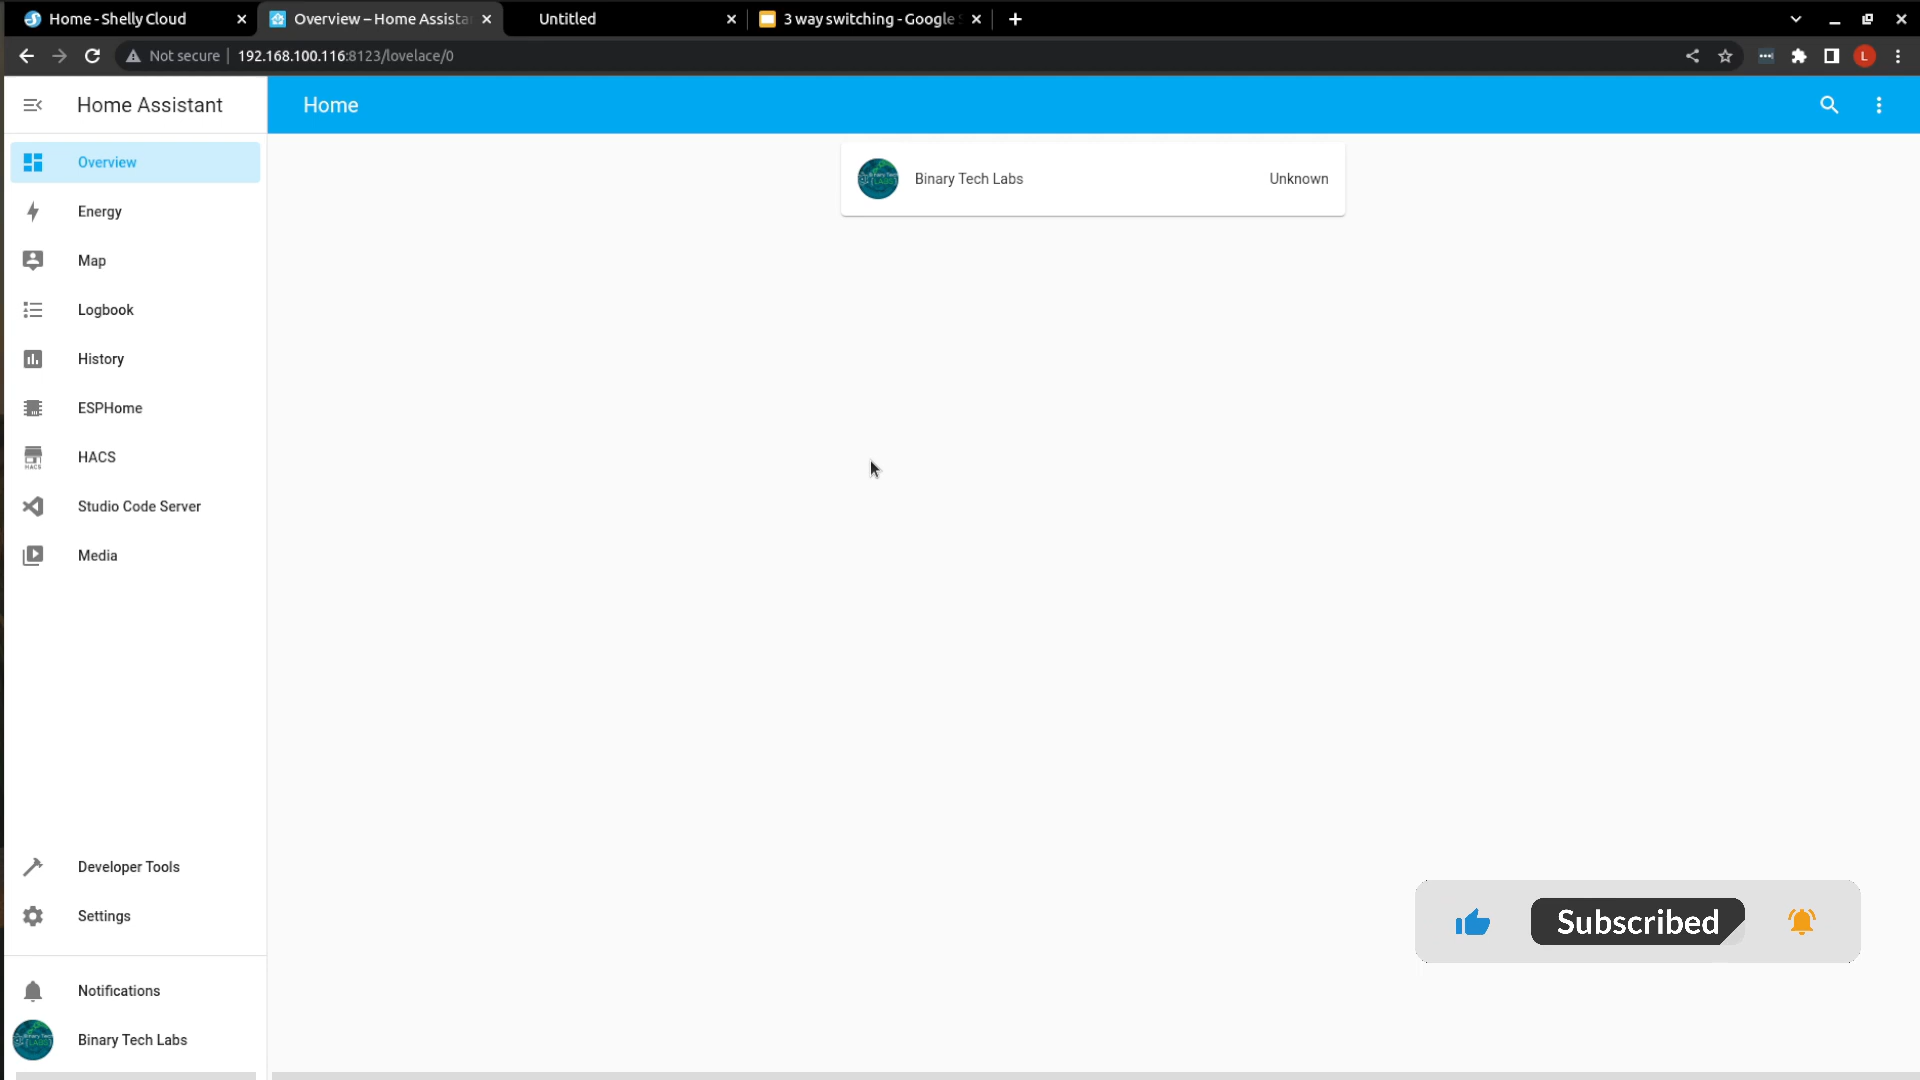 Home - Shelly Cloud
Overview – Home Assista
Untitled
3 way switching - Google
Not secure
192.168.100.116:8123/lovelace/0
L
Home Assistant
Home
Overview
Energy
Map
Logbook
History
ESPHome
HACS
HACS
Studio Code Server
Media
Developer Tools
Settings
Notifications
Binary Tech Labs
Binary Tech Labs
Unknown
Subscribed